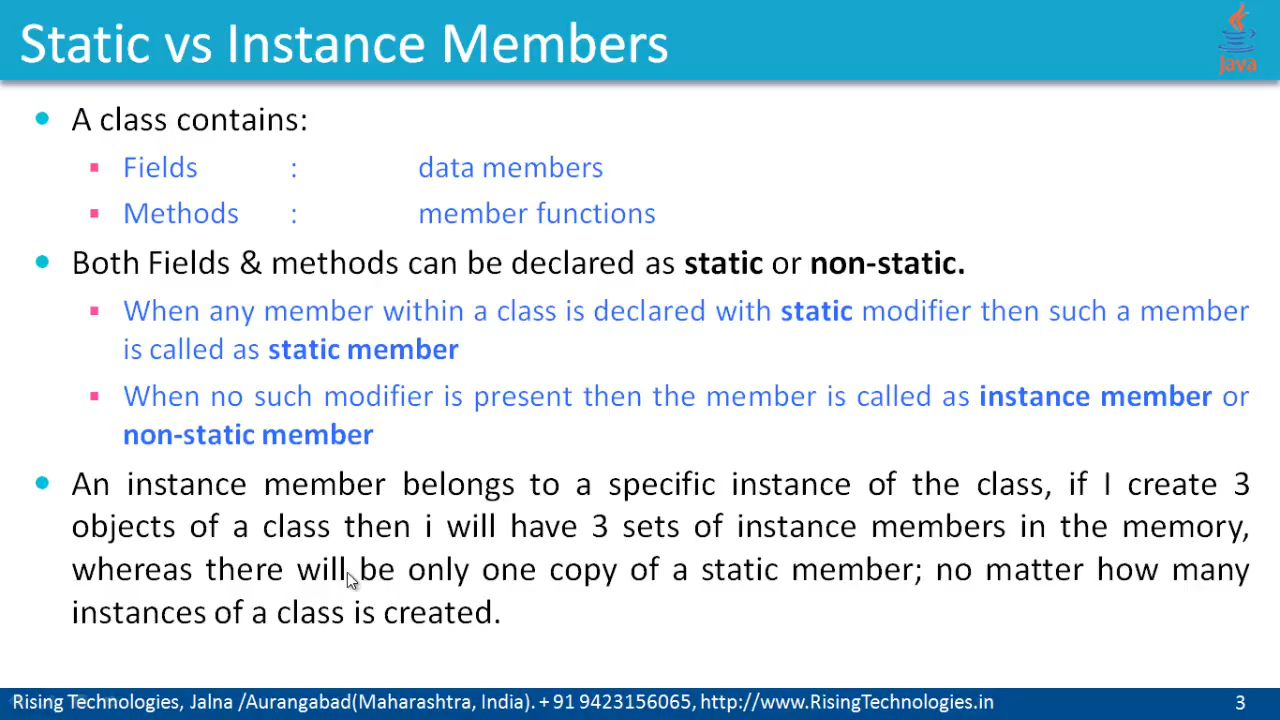 Static vs Instance Members
Java
• A class contains:
▪ Fields : data members
▪ Methods : member functions
• Both Fields & methods can be declared as static or non-static.
▪ When any member within a class is declared with static modifier then such a member
is called as static member
▪ When no such modifier is present then the member is called as instance member or
non-static member
• An instance member belongs to a specific instance of the class, if I create 3
objects of a class then i will have 3 sets of instance members in the memory,
whereas there will be only one copy of a static member; no matter how many
instances of a class is created.
Rising Technologies, Jalna /Aurangabad(Maharashtra, India). + 91 9423156065, http://www.RisingTechnologies.in 3